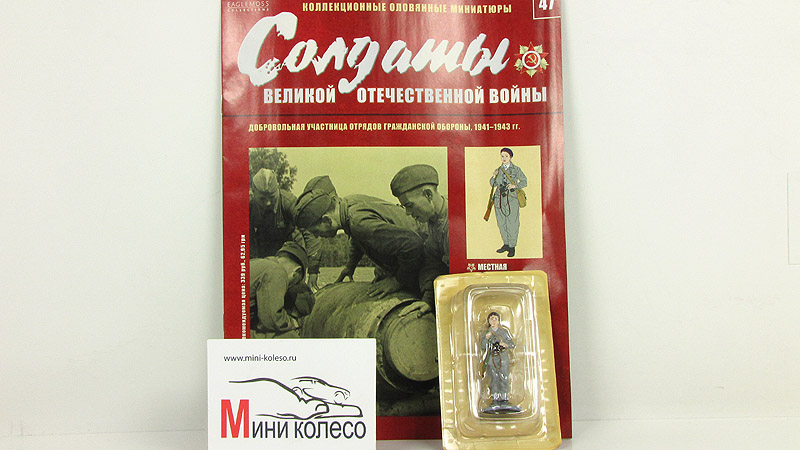 EAGLEMOSS
COLLECTIONS
КОЛЛЕКЦИОННЫЕ ОЛОВЯННЫЕ МИНИАТЮРЫ
47
Солдаты
ВЕЛИКОЙ ОТЕЧЕСТВЕННОЙ ВОЙНЫ
ДОБРОВОЛЬНАЯ УЧАСТНИЦА ОТРЯДОВ ГРАЖДАНСКОЙ ОБОРОНЫ, 1941–1943 ГГ.
МЕСТНАЯ
www.mini-koleso.ru
Мини колесо